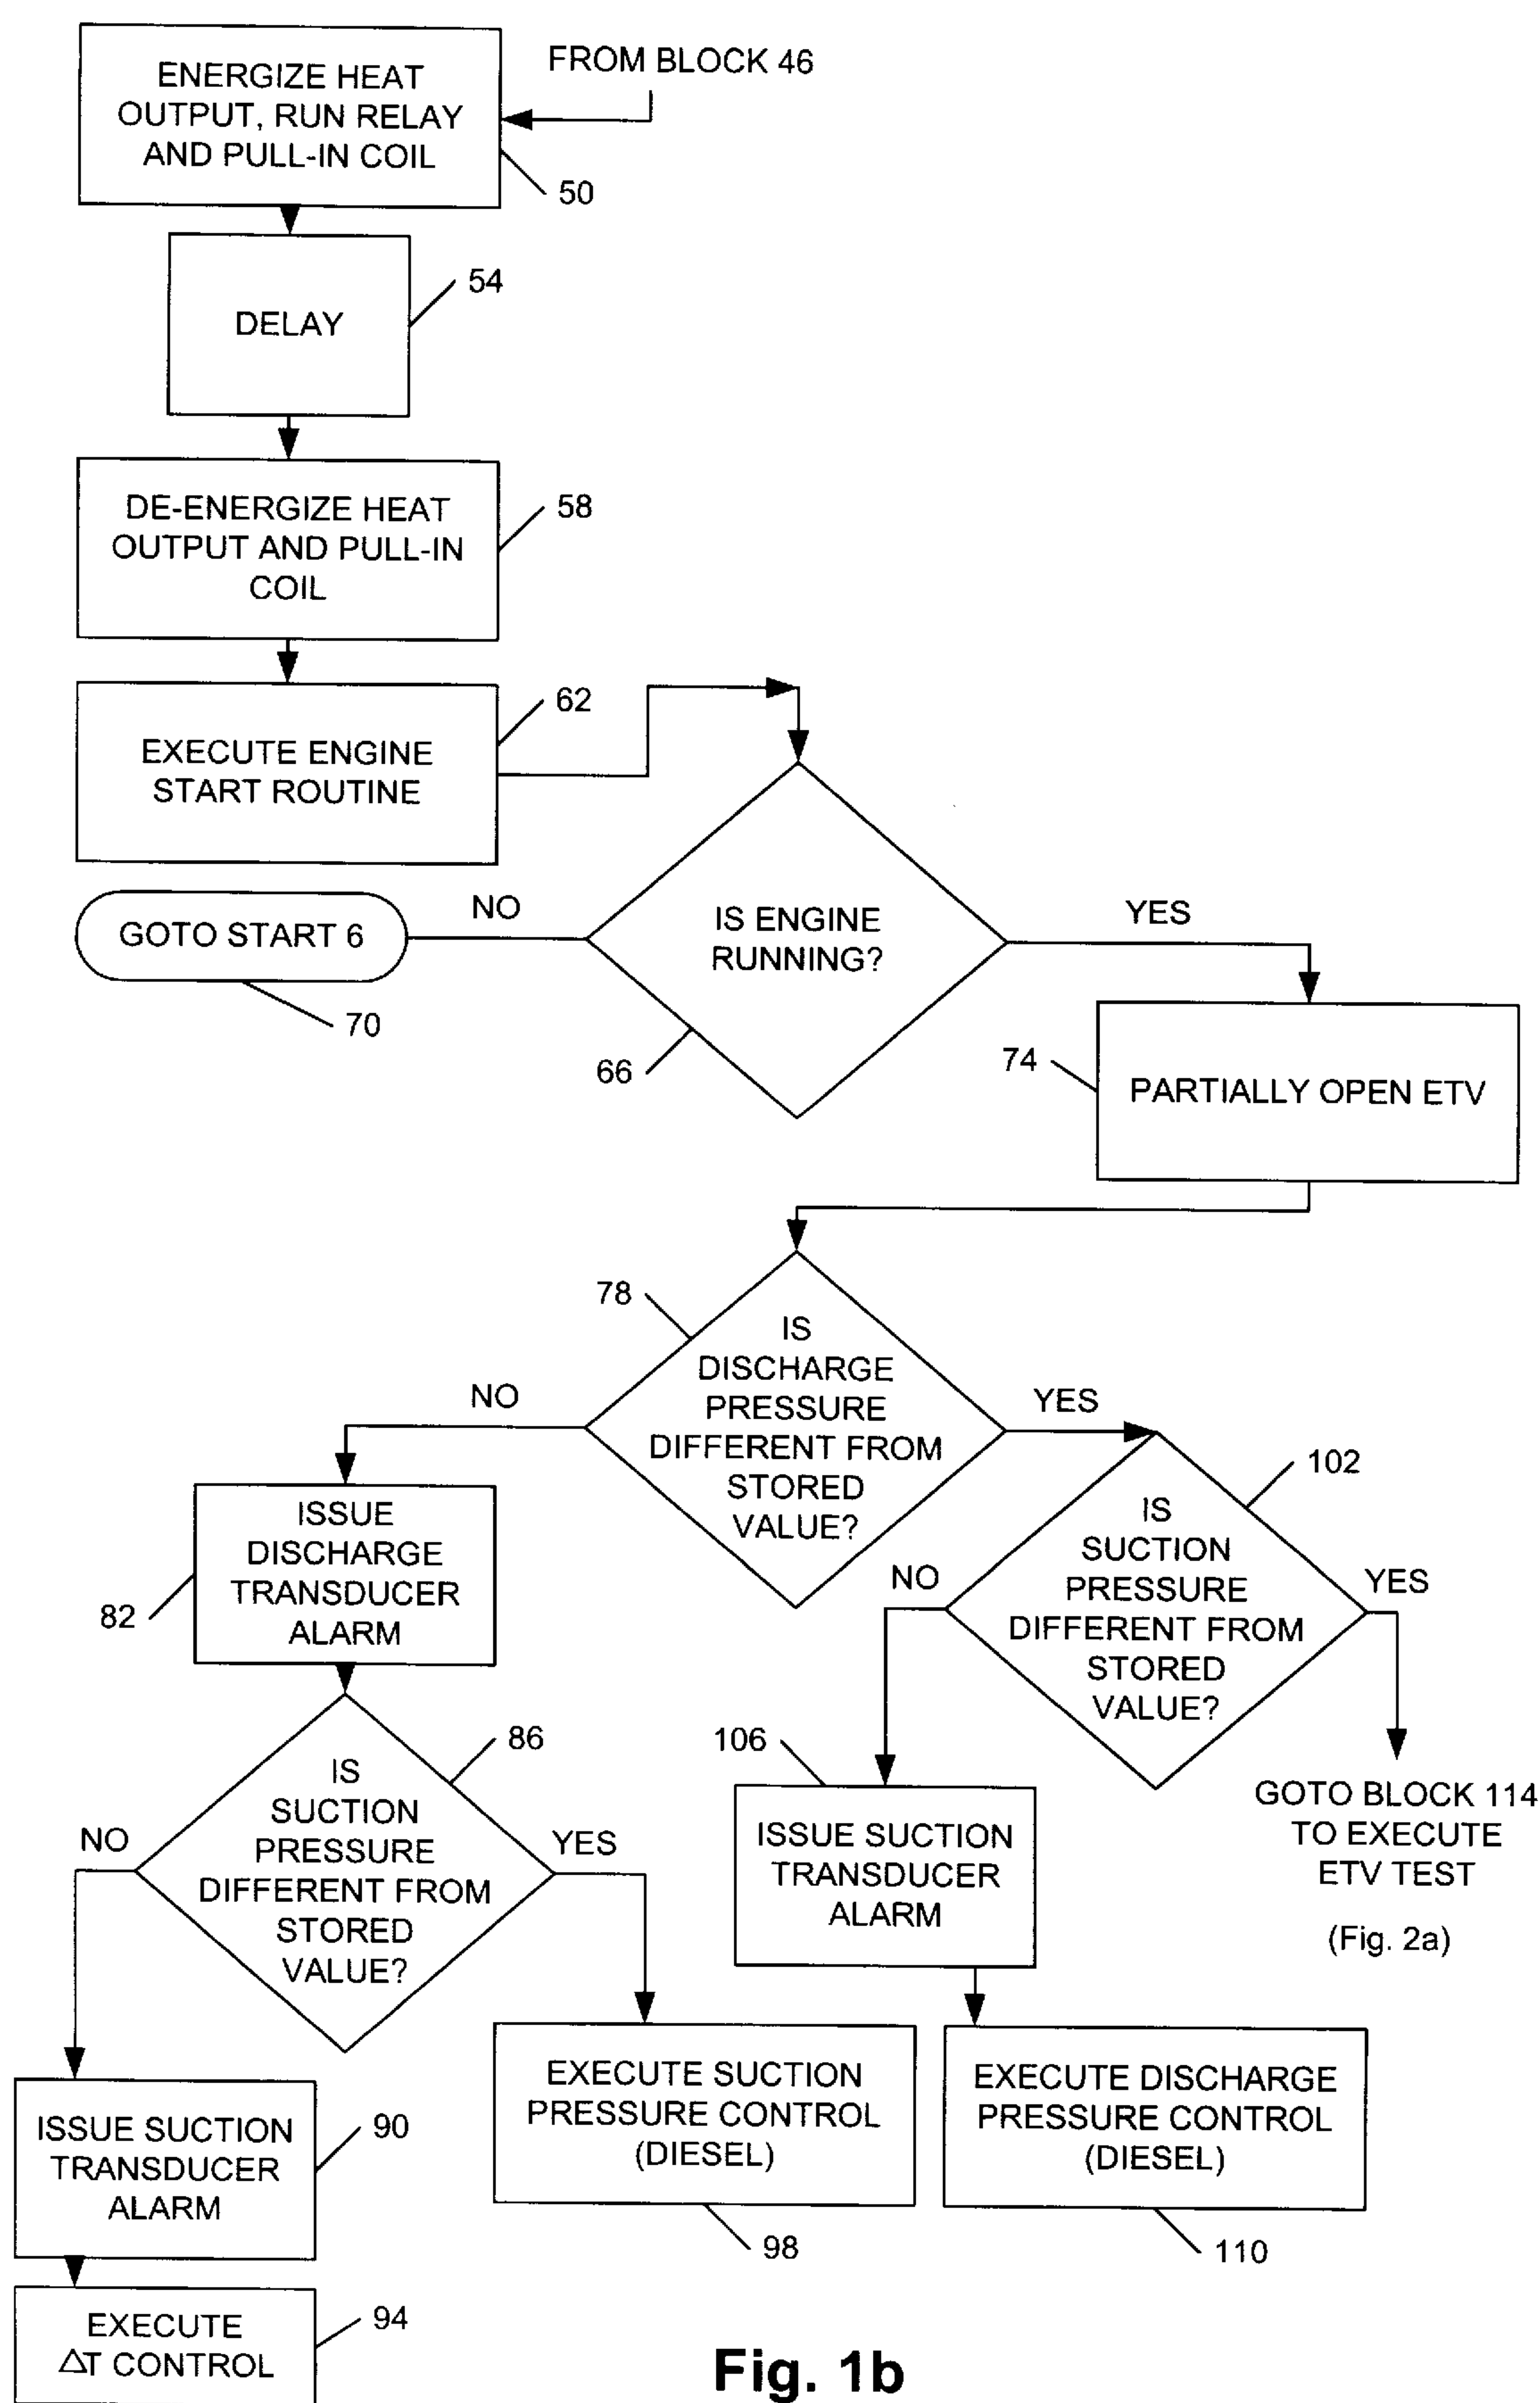 ENERGIZE HEAT
OUTPUT, RUN RELAY
AND PULL-IN COIL
FROM BLOCK 46
50
DELAY
54
DE-ENERGIZE HEAT
OUTPUT AND PULL-IN
COIL
58
EXECUTE ENGINE
START ROUTINE
62
GOTO START 6
70
NO
IS ENGINE
RUNNING?
66
YES
74
PARTIALLY OPEN ETV
78
IS
DISCHARGE
PRESSURE
DIFFERENT FROM
STORED
VALUE?
NO
YES
ISSUE
DISCHARGE
TRANSDUCER
ALARM
82
102
IS
SUCTION
PRESSURE
DIFFERENT FROM
STORED
VALUE?
NO
YES
86
IS
SUCTION
PRESSURE
DIFFERENT FROM
STORED
VALUE?
NO
YES
106
ISSUE SUCTION
TRANSDUCER
ALARM
GOTO BLOCK 114
TO EXECUTE
ETV TEST
(Fig. 2a)
ISSUE SUCTION
TRANSDUCER
ALARM
90
EXECUTE SUCTION
PRESSURE CONTROL
(DIESEL)
98
EXECUTE DISCHARGE
PRESSURE CONTROL
(DIESEL)
110
EXECUTE
ΔT CONTROL
94
Fig. 1b